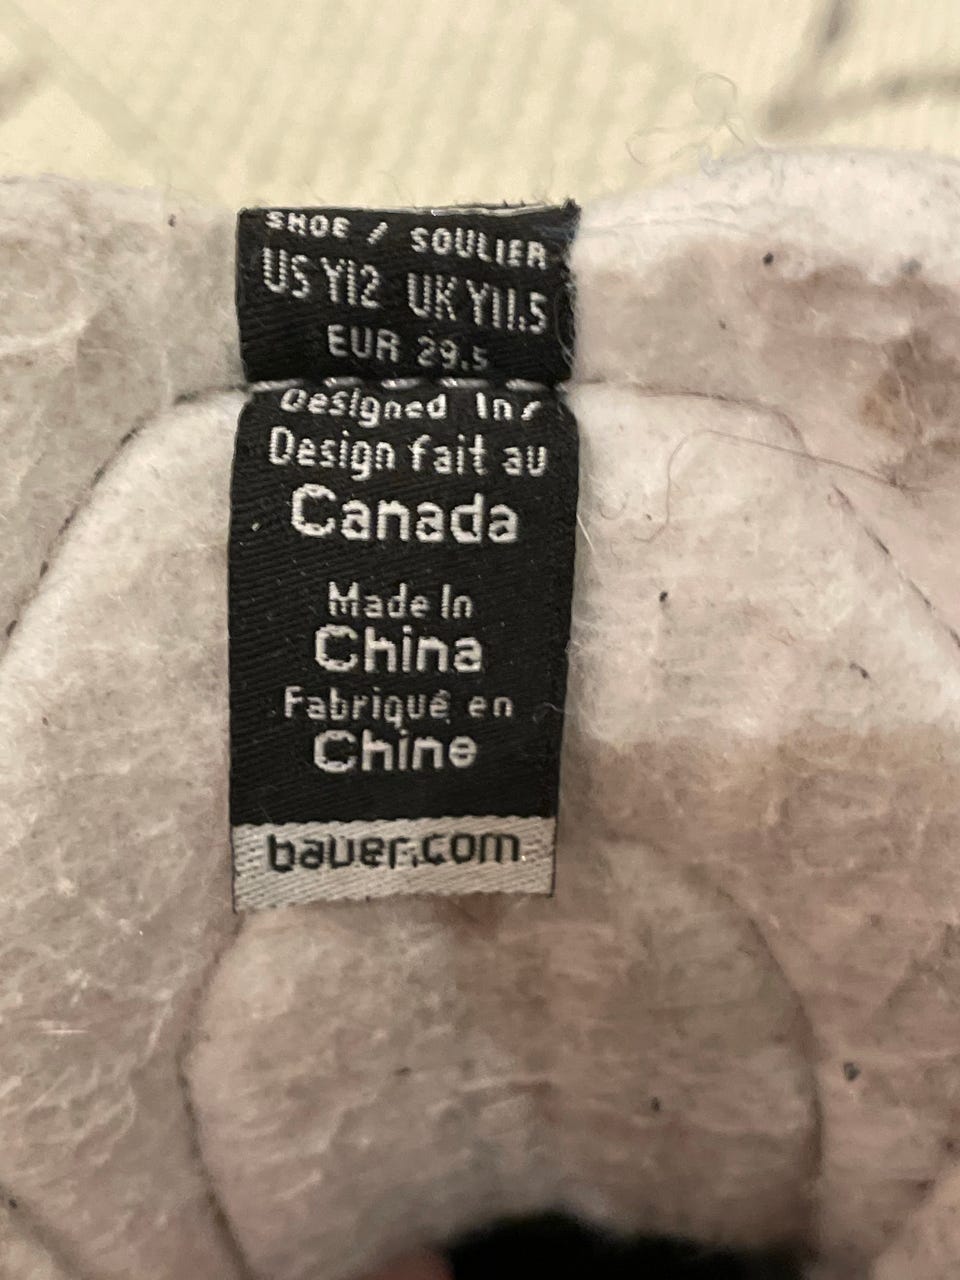 SHOE / SOULIER
US Y12 UK Y11.5
EUR 29.5
Designed In/
Design fait au
Canada
Made In
China
Fabriqué en
Chine
bauer.com